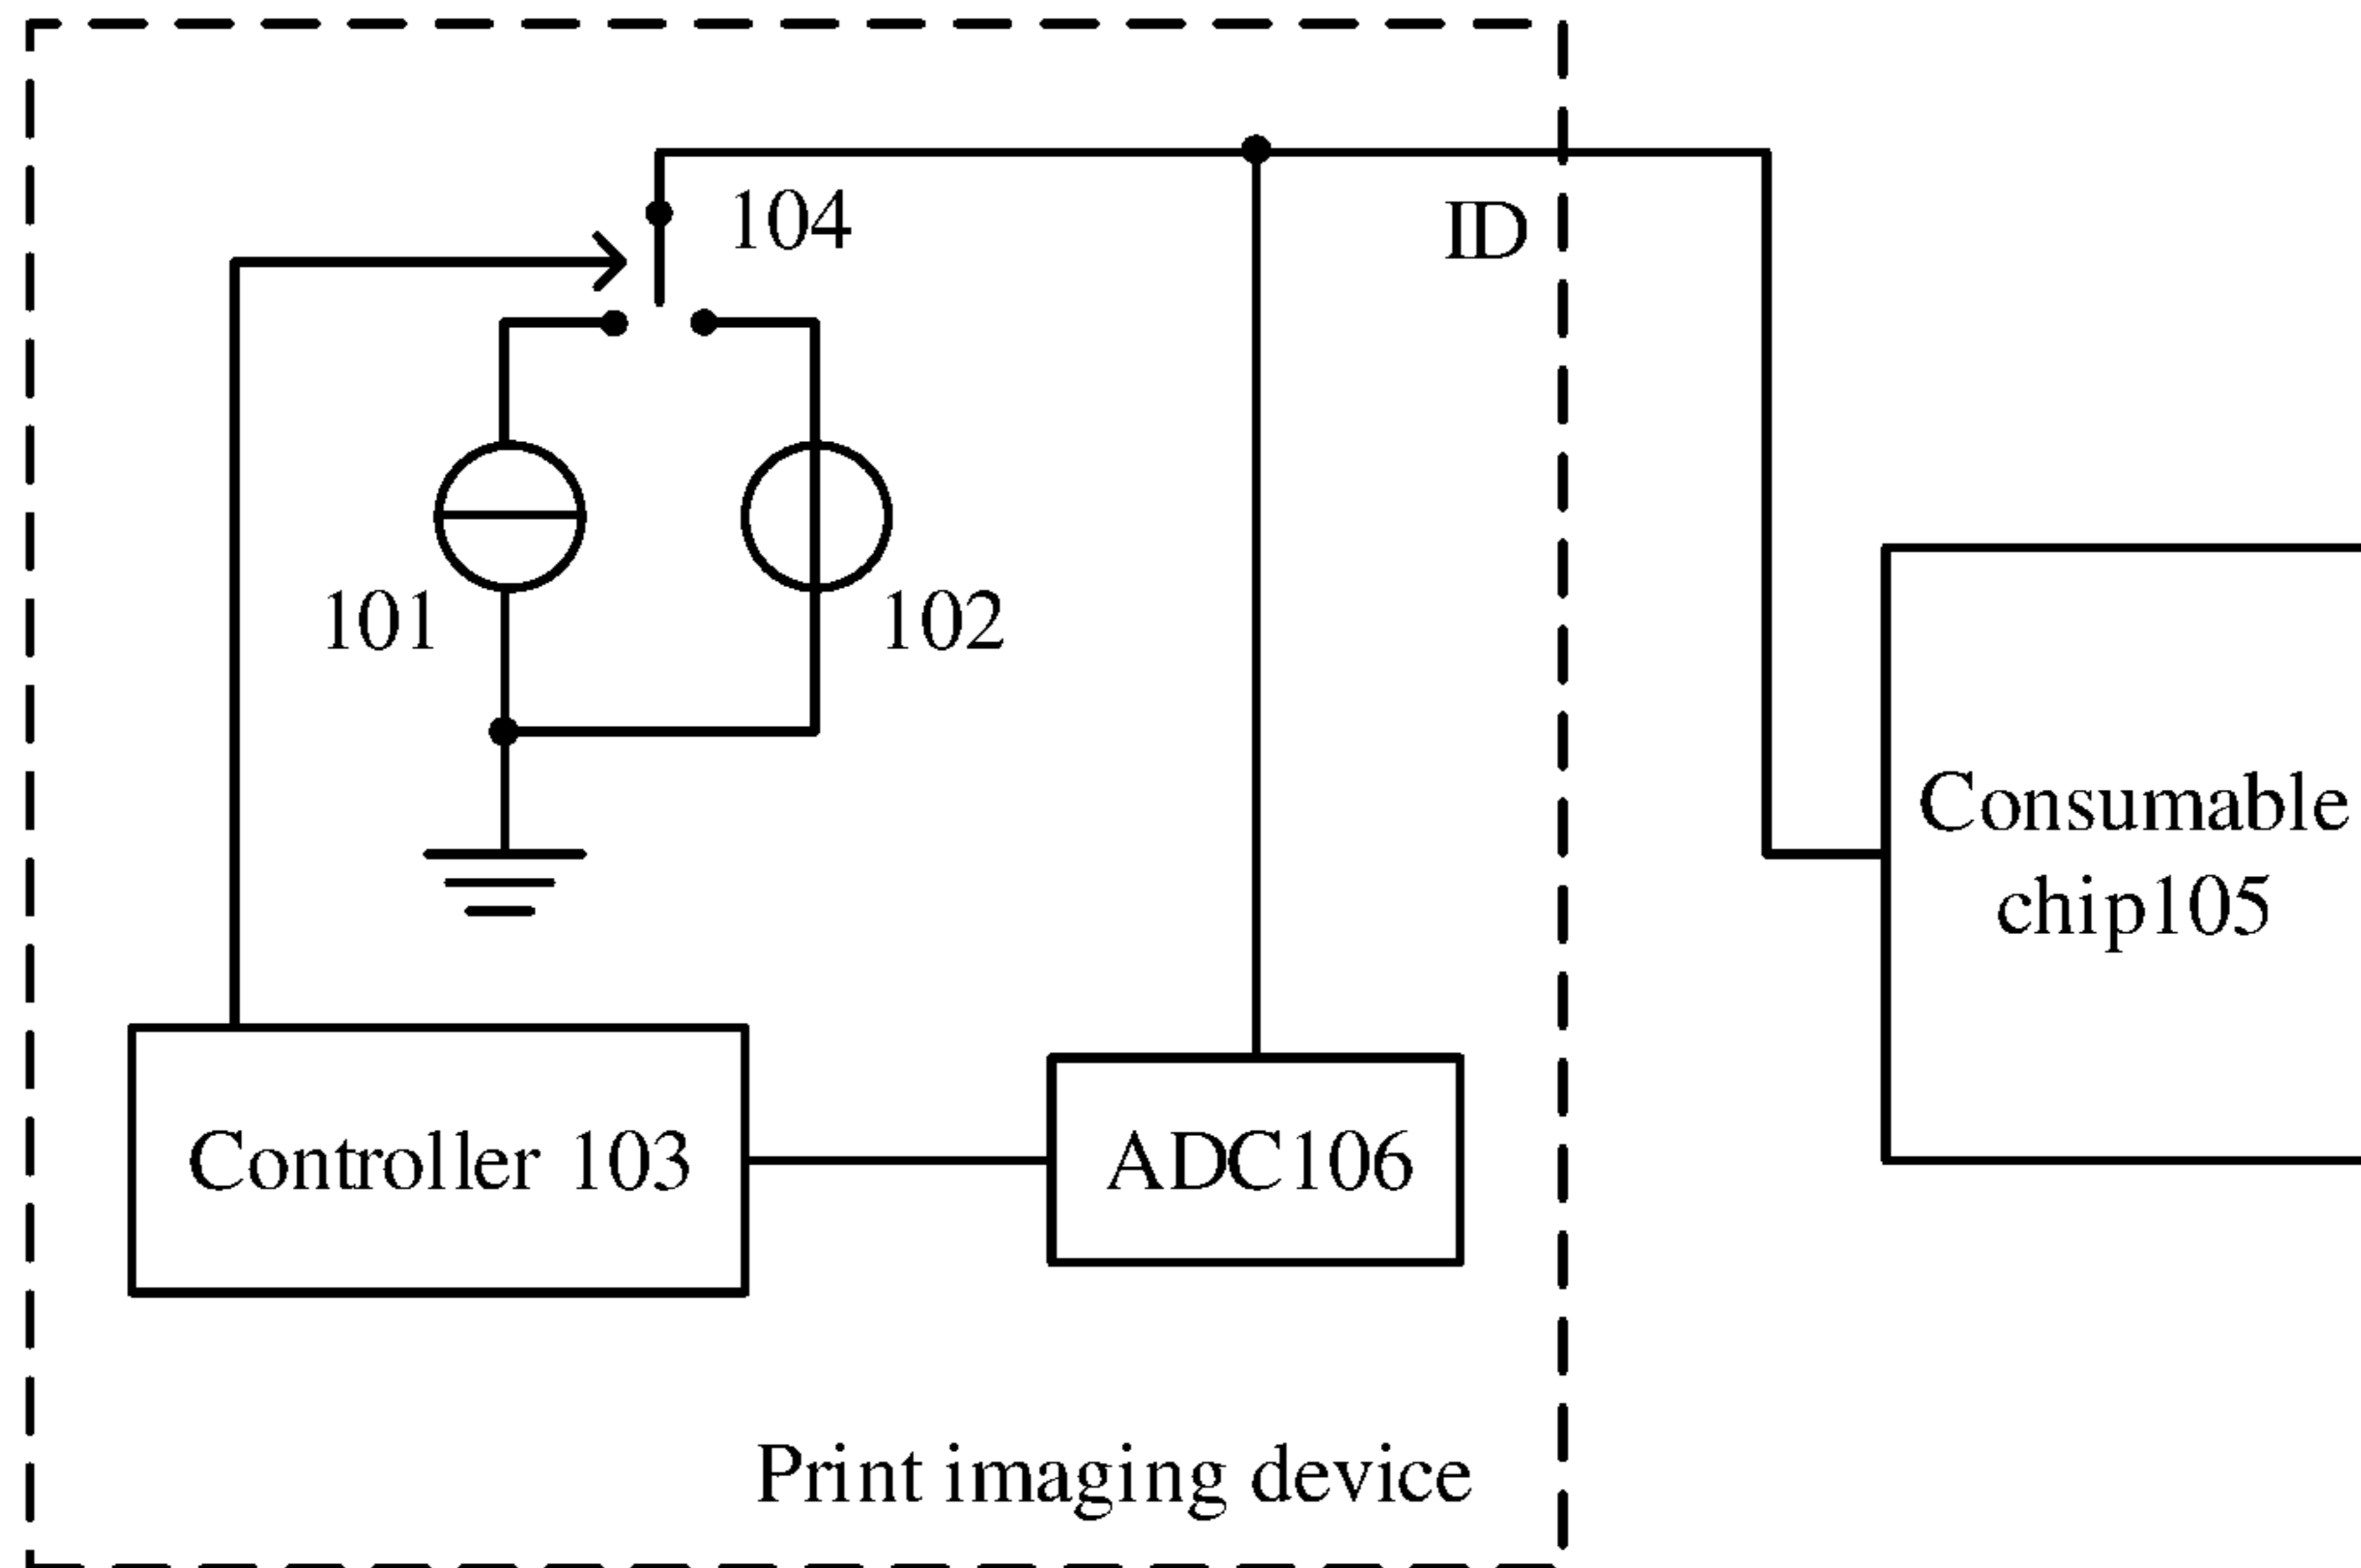 104
ID
101
102
Consumable
chip105
Controller 103
ADC106
Print imaging device